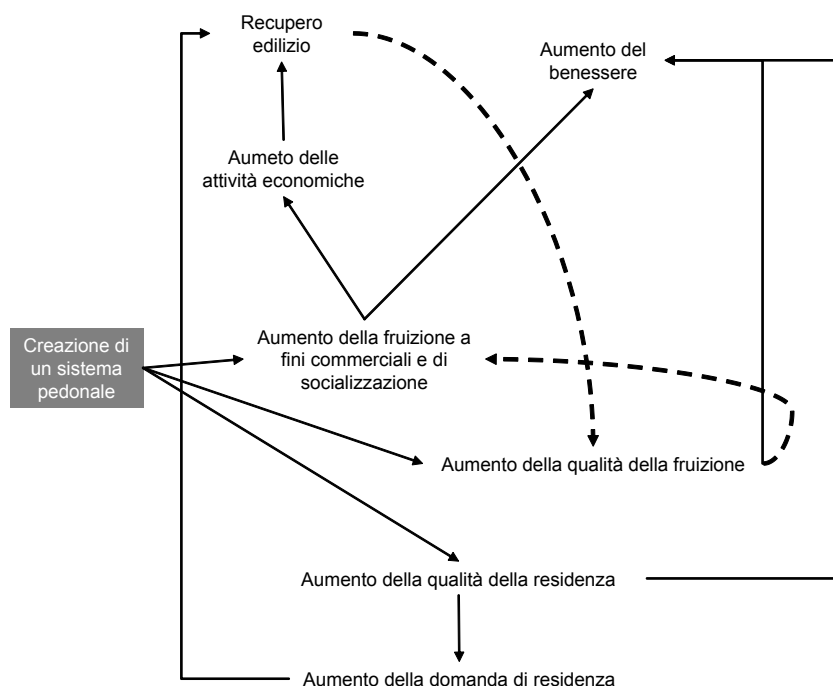 Recupero
edilizio
Aumento del
benessere
Aumeto delle
attività economiche
Creazione di
un sistema
pedonale
Aumento della fruizione a
fini commerciali e di
socializzazione
Aumento della qualità della fruizione
Aumento della qualità della residenza
Aumento della domanda di residenza